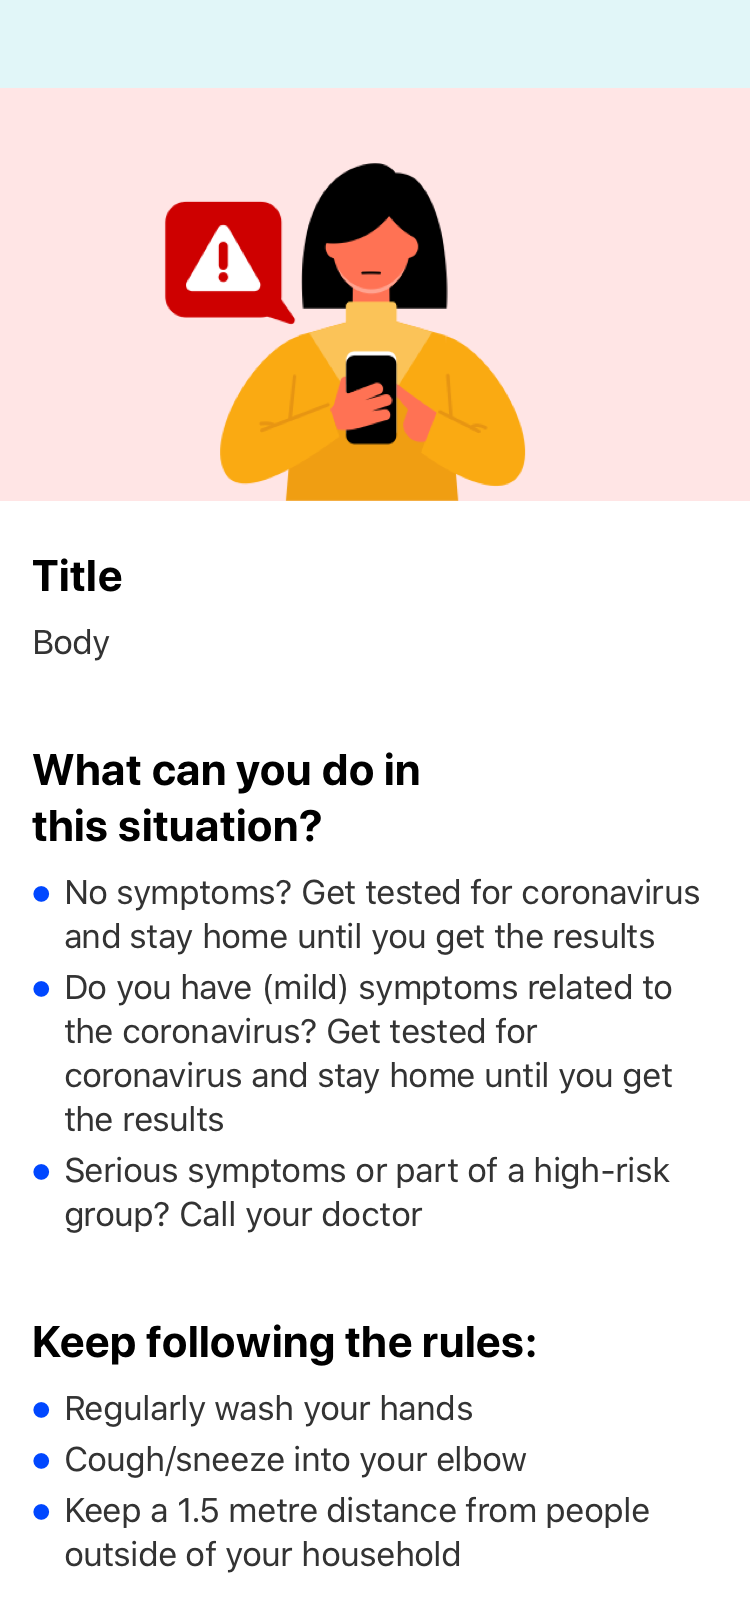 Title
Body
What can you do in
this situation?
No symptoms? Get tested for coronavirus
and stay home until you get the results
Do you have (mild) symptoms related to
the coronavirus? Get tested for
coronavirus and stay home until you get
the results
Serious symptoms or part of a high-risk
group? Call your doctor
Keep following the rules:
Regularly wash your hands
Cough/sneeze into your elbow
Keep a 1.5 metre distance from people
outside of your household